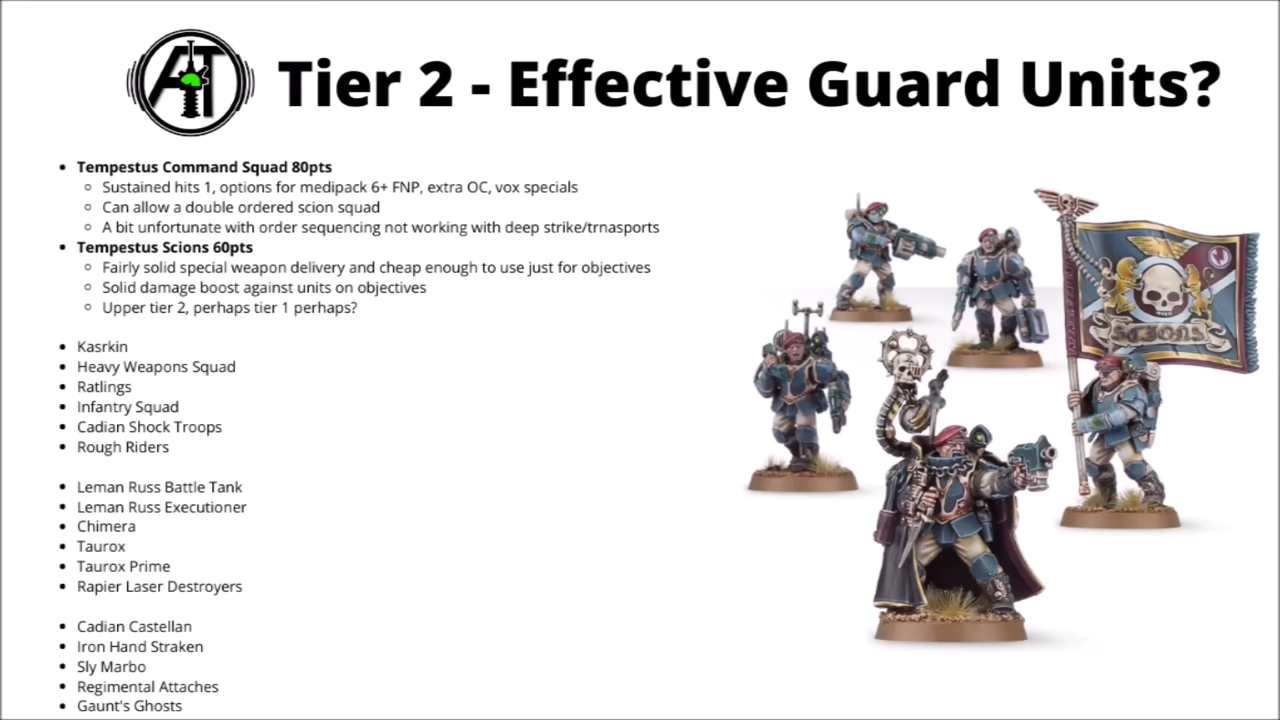 AT
Tier 2 - Effective Guard Units?
• Tempestus Command Squad 80pts
○ Sustained hits 1, options for medipack 6+ FNP, extra OC, vox specials
○ Can allow a double ordered scion squad
○ A bit unfortunate with order sequencing not working with deep strike/trnasports
• Tempestus Scions 60pts
○ Fairly solid special weapon delivery and cheap enough to use just for objectives
○ Solid damage boost against units on objectives
○ Upper tier 2, perhaps tier 1 perhaps?
• Kasrkin
• Heavy Weapons Squad
• Ratlings
• Infantry Squad
• Cadian Shock Troops
• Rough Riders
• Leman Russ Battle Tank
• Leman Russ Executioner
• Chimera
• Taurox
• Taurox Prime
• Rapier Laser Destroyers
• Cadian Castellan
• Iron Hand Straken
• Sly Marbo
• Regimental Attaches
• Gaunt's Ghosts